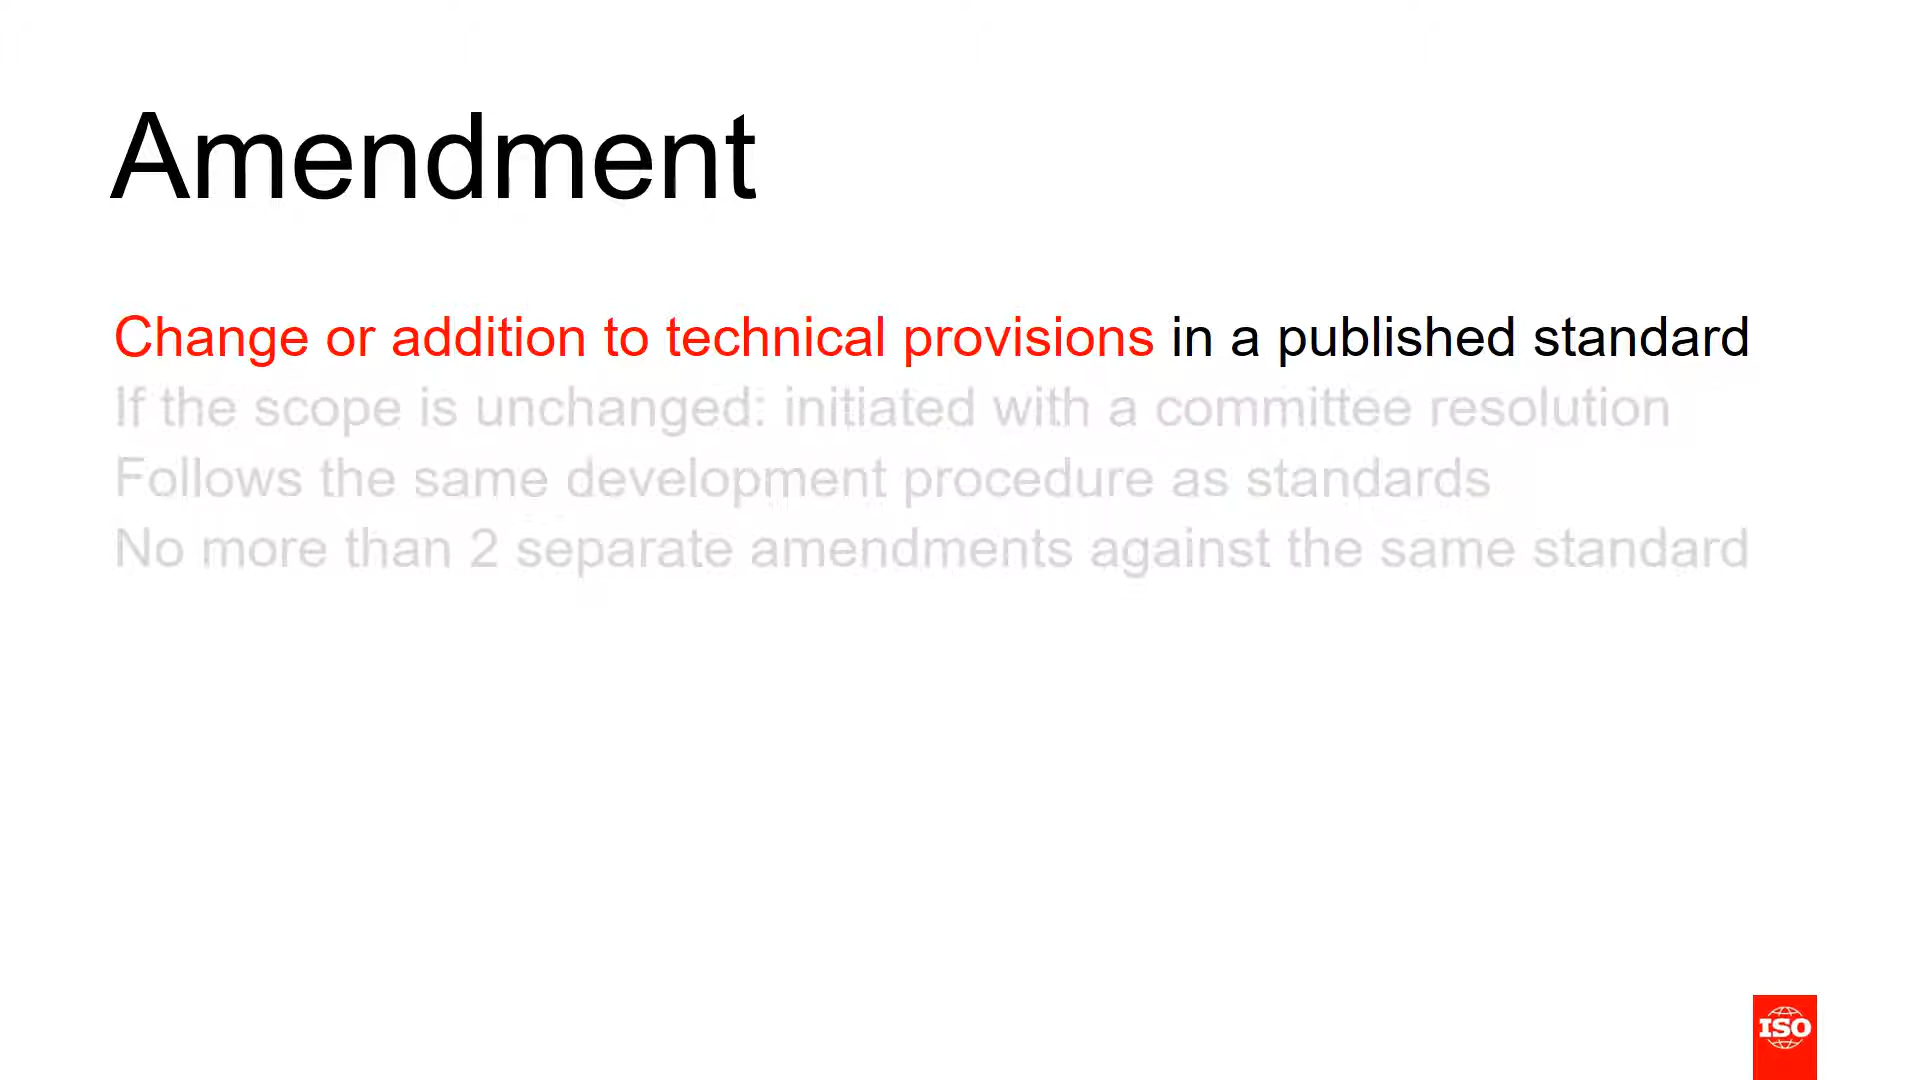 Amendment
Change or addition to technical provisions in a published standard
If the scope is unchanged: initiated with a committee resolution
Follows the same development procedure as standards
No more than 2 separate amendments against the same standard
ISO